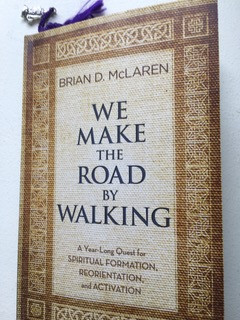 BRIAN D. McLAREN
WE
MAKE
THE
ROAD
BY
WALKING
A Year-Long Quest for
SPIRITUAL FORMATION,
REORIENTATION,
and ACTIVATION